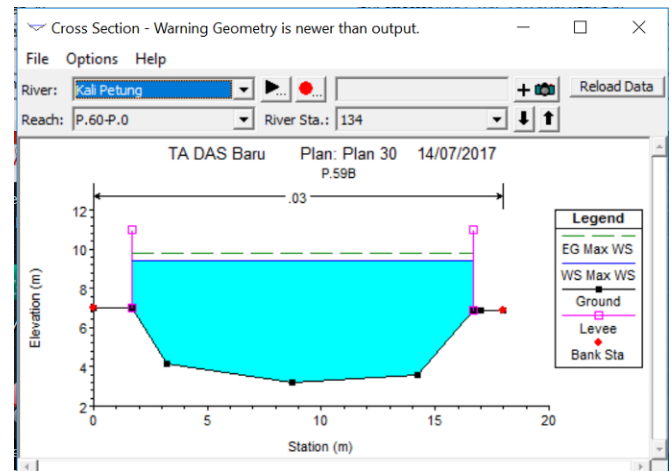 Cross Section - Warning Geometry is newer than output.
File Options Help
River: Kali Petung Reload Data
Reach: P.60-P.0 River Sta.: 134
TA DAS Baru Plan: Plan 30 14/07/2017
P.59B
.03
Legend
EG Max WS
WS Max WS
Ground
Levee
Bank Sta
Elevation (m)
12
10
8
6
4
2
0 5 10 15 20
Station (m)